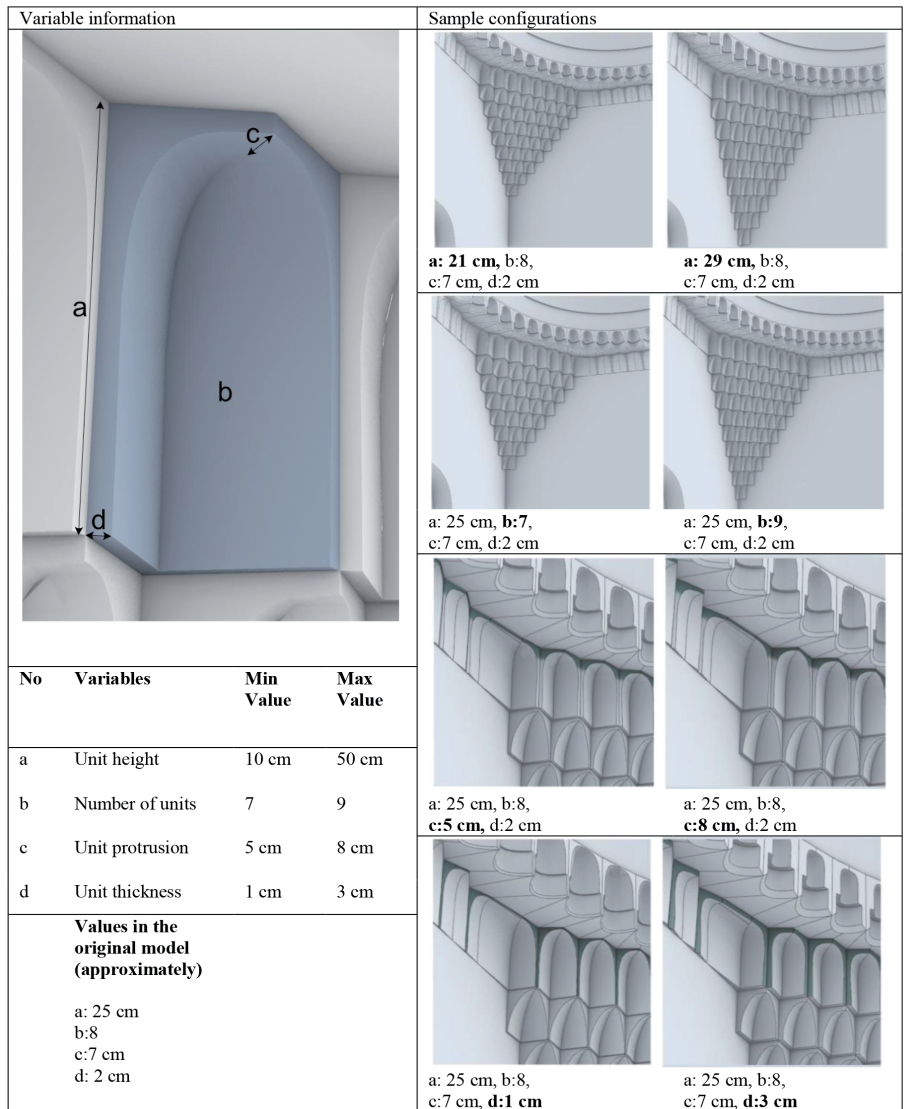 Variable information
a
b
c
d
No Variables Min Value Max Value
a Unit height 10 cm 50 cm
b Number of units 7 9
c Unit protrusion 5 cm 8 cm
d Unit thickness 1 cm 3 cm
Values in the
original model
(approximately)
a: 25 cm
b:8
c:7 cm
d: 2 cm
Sample configurations
a: 21 cm, b:8,
c:7 cm, d:2 cm
a: 29 cm, b:8,
c:7 cm, d:2 cm
a: 25 cm, b:7,
c:7 cm, d:2 cm
a: 25 cm, b:9,
c:7 cm, d:2 cm
a: 25 cm, b:8,
c:5 cm, d:2 cm
a: 25 cm, b:8,
c:8 cm, d:2 cm
a: 25 cm, b:8,
c:7 cm, d:1 cm
a: 25 cm, b:8,
c:7 cm, d:3 cm